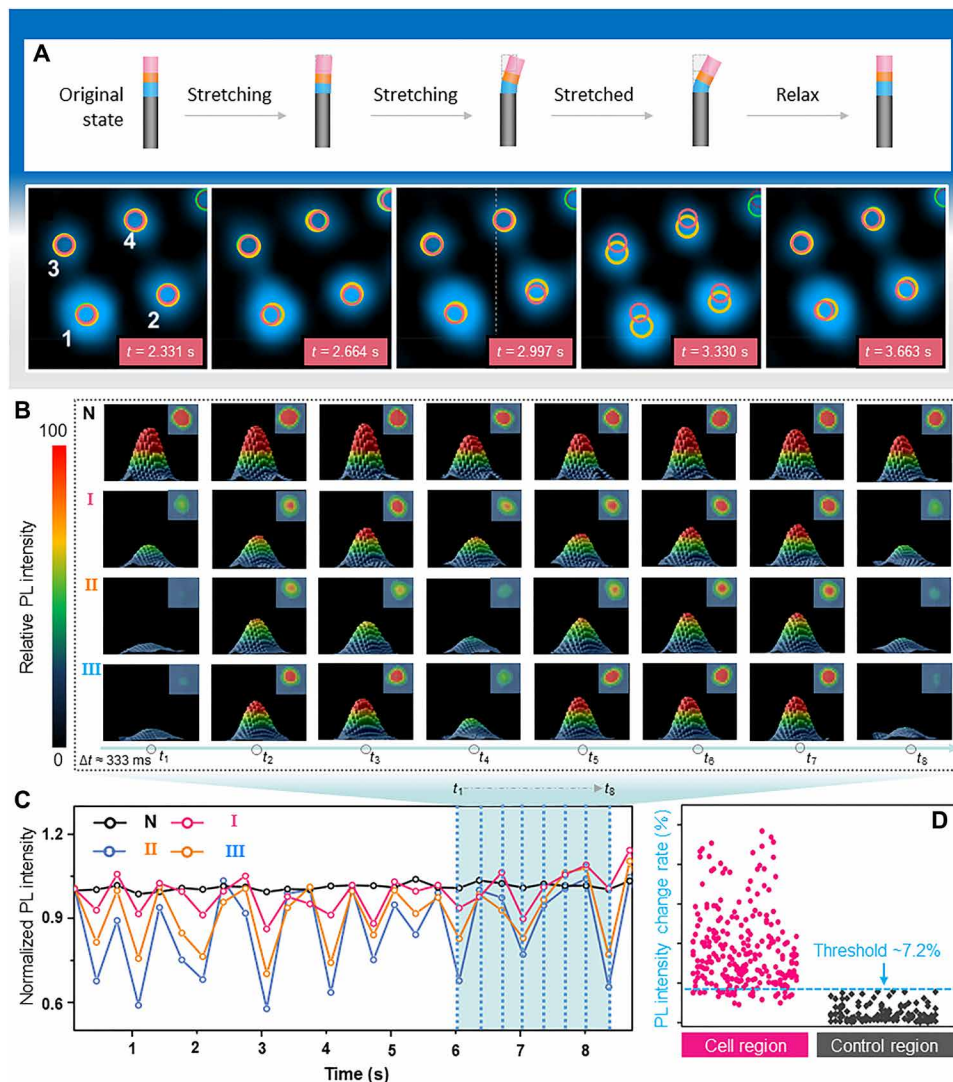 A
Original
state
Stretching
Stretching
Stretched
Relax
1
2
3
4
t = 2.331 s
t = 2.664 s
t = 2.997 s
t = 3.330 s
t = 3.663 s
B
100
Relative PL intensity
0
N
I
II
III
Δt ≈ 333 ms
t1
t2
t3
t4
t5
t6
t7
t8
C
t1
t8
Normalized PL intensity
1.2
0.9
0.6
N
I
II
III
1
2
3
4
5
6
7
8
Time (s)
D
PL intensity change rate (%)
Threshold ~7.2%
Cell region
Control region